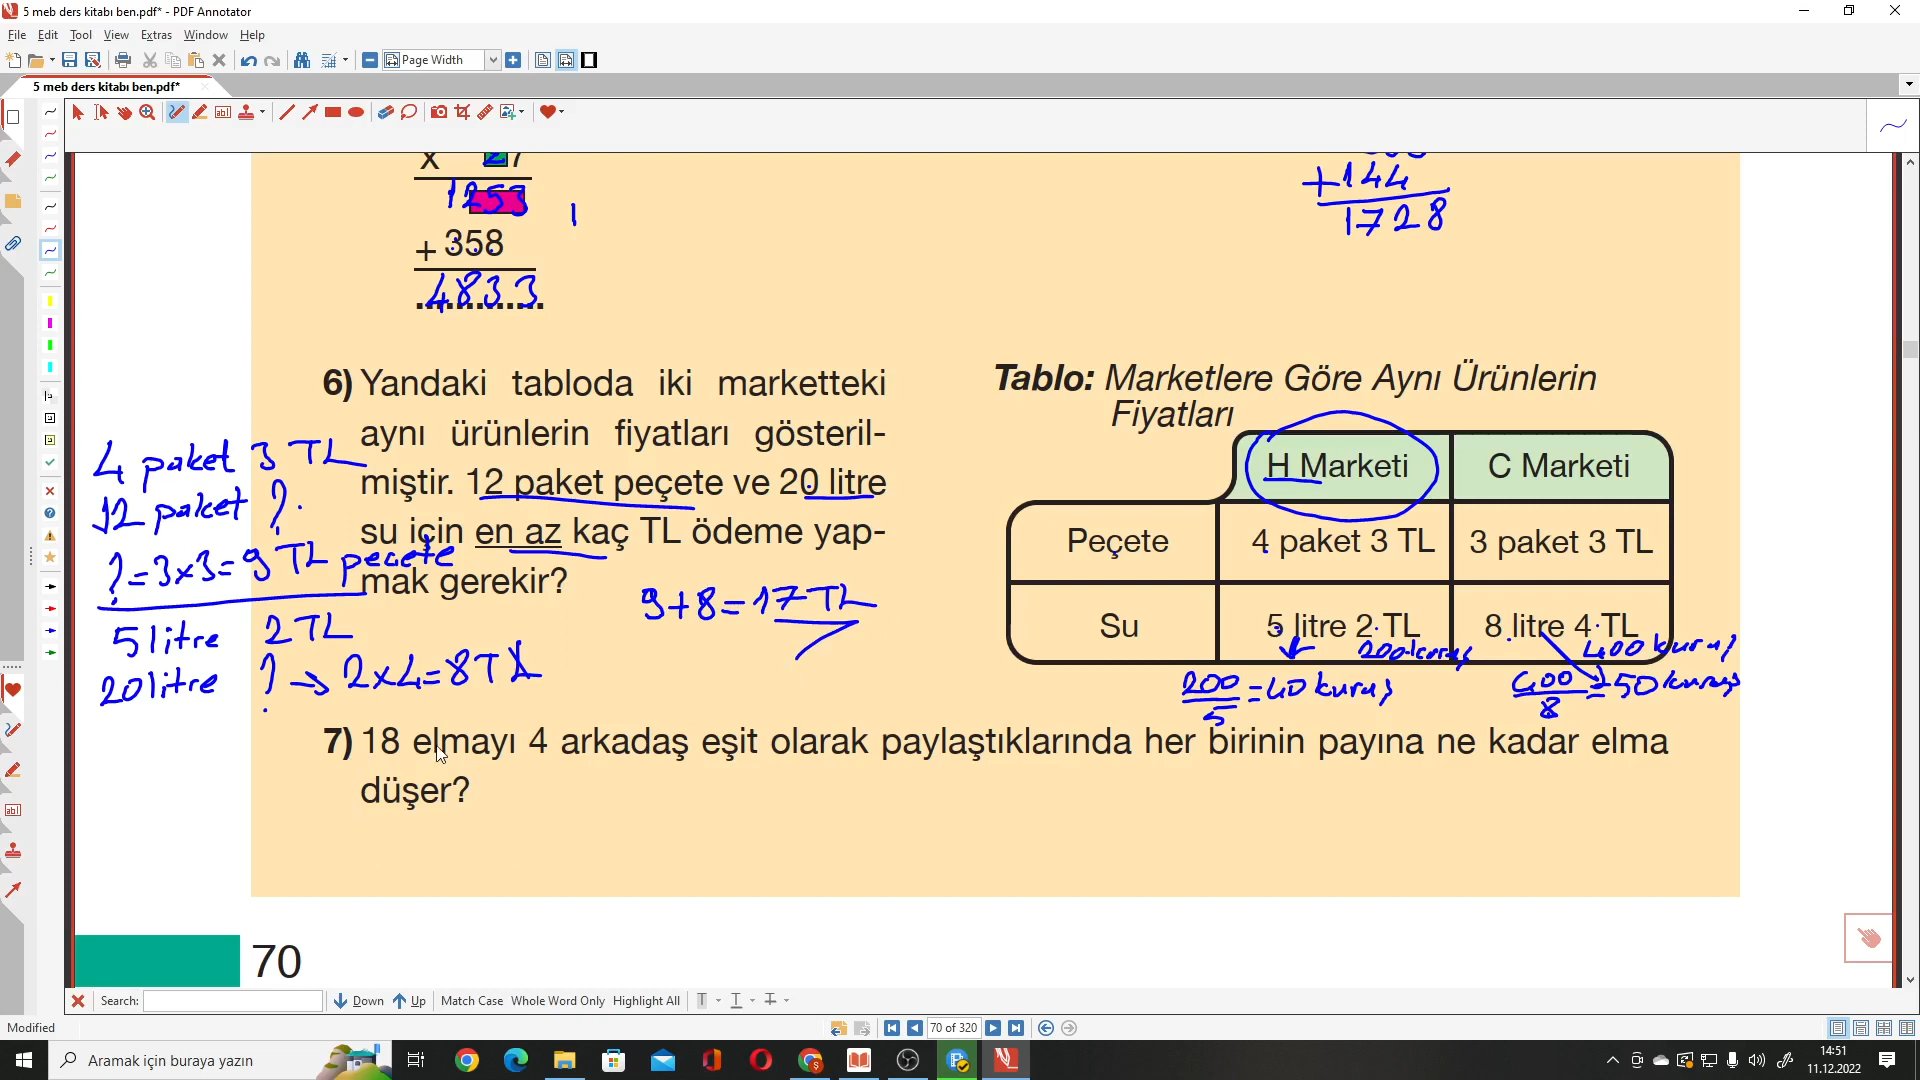 5 meb ders kitabı ben.pdf* - PDF Annotator
File Edit Tool View Extras Window Help
Page Width
5 meb ders kitabı ben.pdf*
x 27
1253
+ 358
4833
1
+144
1728
6) Yandaki tabloda iki marketteki
aynı ürünlerin fiyatları gösteril-
miştir. 12 paket peçete ve 20 litre
su için en az kaç TL ödeme yap-
mak gerekir?
4 paket 3 TL
12 paket ?
? = 3x3 = 9 TL peçete
5 litre 2 TL
20 litre ? → 2x4 = 8 TL
9+8 = 17 TL
Tablo: Marketlere Göre Aynı Ürünlerin
Fiyatları
H Marketi C Marketi
Peçete 4 paket 3 TL 3 paket 3 TL
Su 5 litre 2 TL 8 litre 4 TL
200 kuruş 400 kuruş
200/5 = 40 kuruş 400/8 = 50 kuruş
7) 18 elmayı 4 arkadaş eşit olarak paylaştıklarında her birinin payına ne kadar elma
düşer?
70
Search: Down Up Match Case Whole Word Only Highlight All
Modified 70 of 320
Aramak için buraya yazın
14:51
11.12.2022